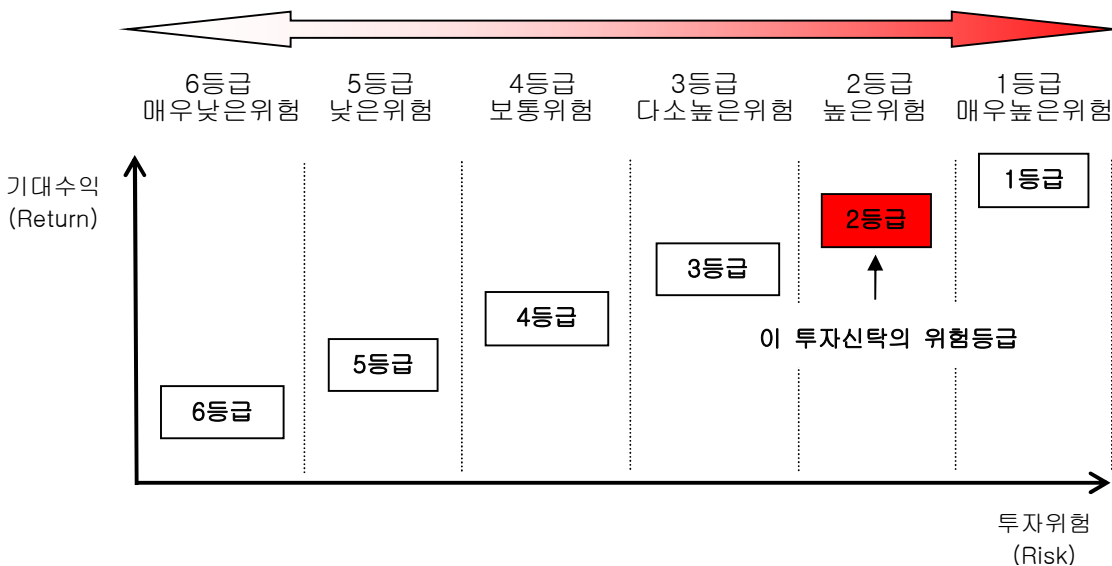 6등급 5등급 4등급 3등급 2등급 1등급
매우낮은위험 낮은위험 보통위험 다소높은위험 높은위험 매우높은위험
기대수익
(Return)
1등급
2등급
3등급
4등급
이 투자신탁의 위험등급
5등급
6등급
투자위험
(Risk)